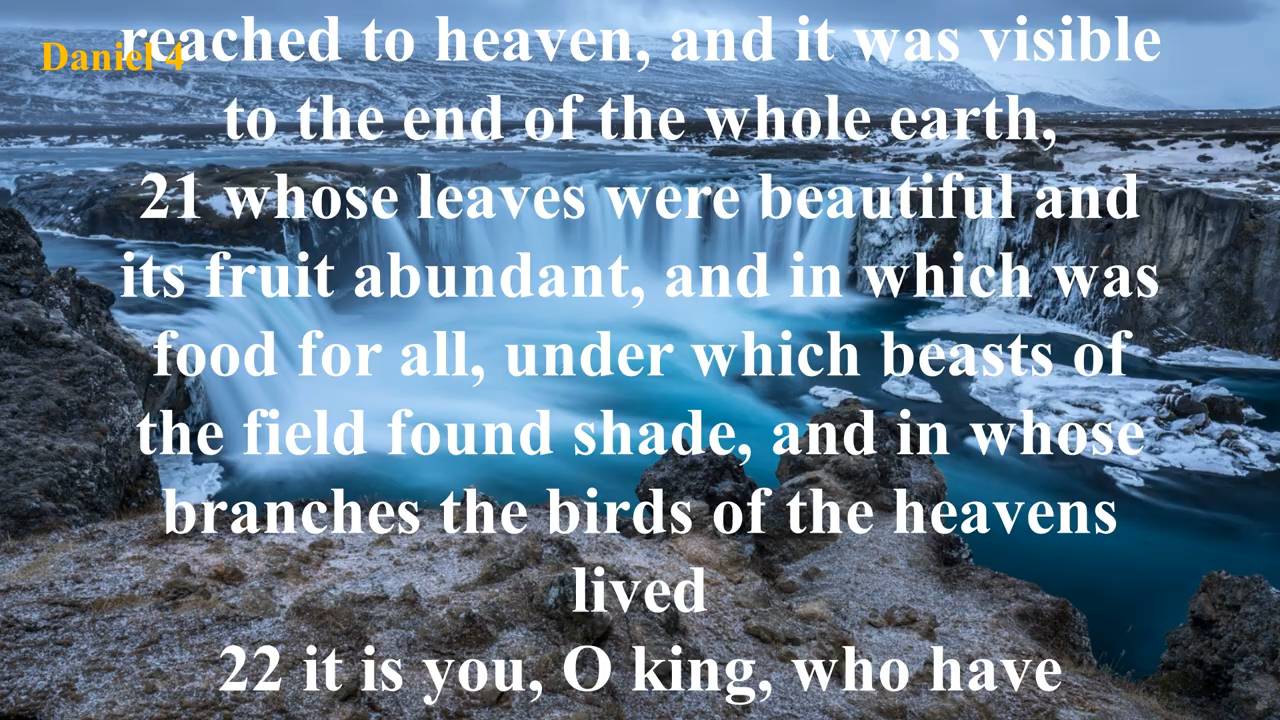 Daniel 4
reached to heaven, and it was visible
to the end of the whole earth,
21 whose leaves were beautiful and
its fruit abundant, and in which was
food for all, under which beasts of
the field found shade, and in whose
branches the birds of the heavens
lived
22 it is you, O king, who have